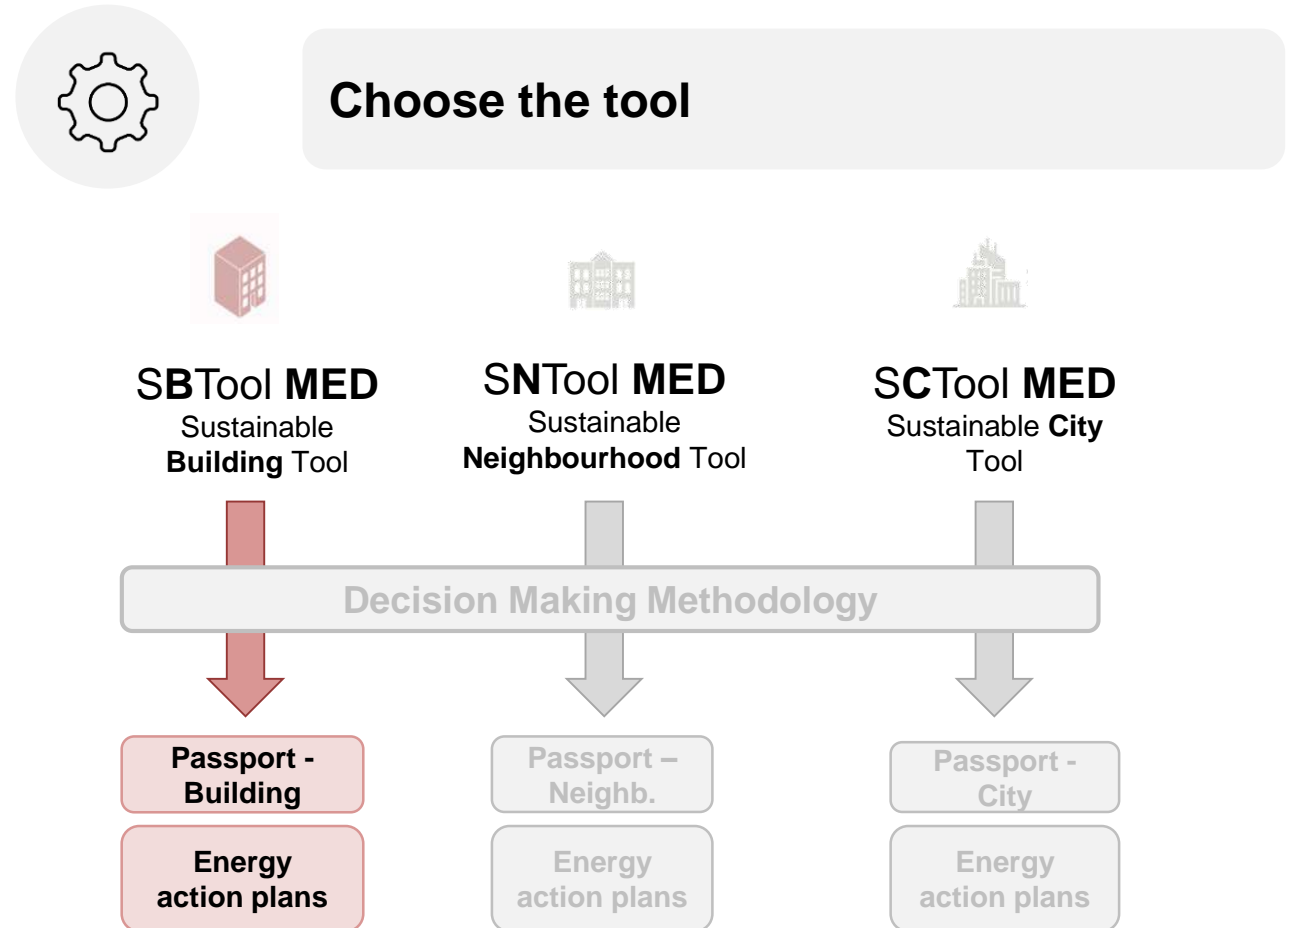 Choose the tool
SBTool MED
Sustainable
Building Tool
SNTool MED
Sustainable
Neighbourhood Tool
SCTool MED
Sustainable City
Tool
Decision Making Methodology
Passport -
Building
Passport –
Neighb.
Passport -
City
Energy
action plans
Energy
action plans
Energy
action plans